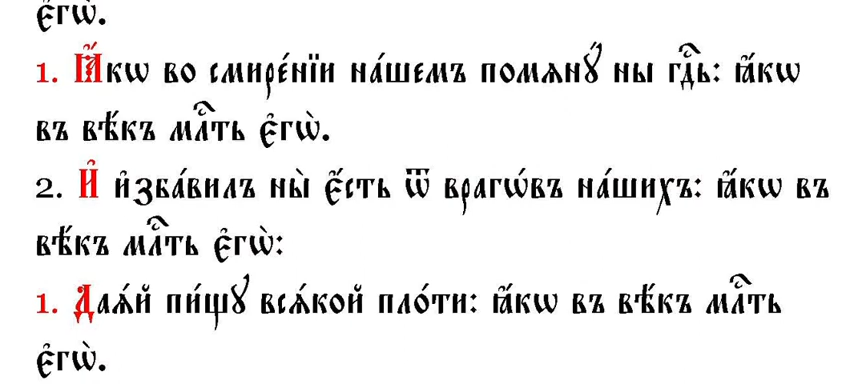 є҆гѡ̀.
1. Ꙗ҆́кѡ во смире́нїи на́шемъ помѧнꙋ́ ны гдⷭ҇ь: ꙗ҆́кѡ
въ вѣ́къ млⷭ҇ть є҆гѡ̀.
2. И҆ и҆зба́вилъ ны̀ є҆́сть ѿ врагѡ́въ на́шихъ: ꙗ҆́кѡ въ
вѣ́къ млⷭ҇ть є҆гѡ̀:
1. Даѧ́й пи́щꙋ всѧ́кой пло́ти: ꙗ҆́кѡ въ вѣ́къ млⷭ҇ть
є҆гѡ̀.